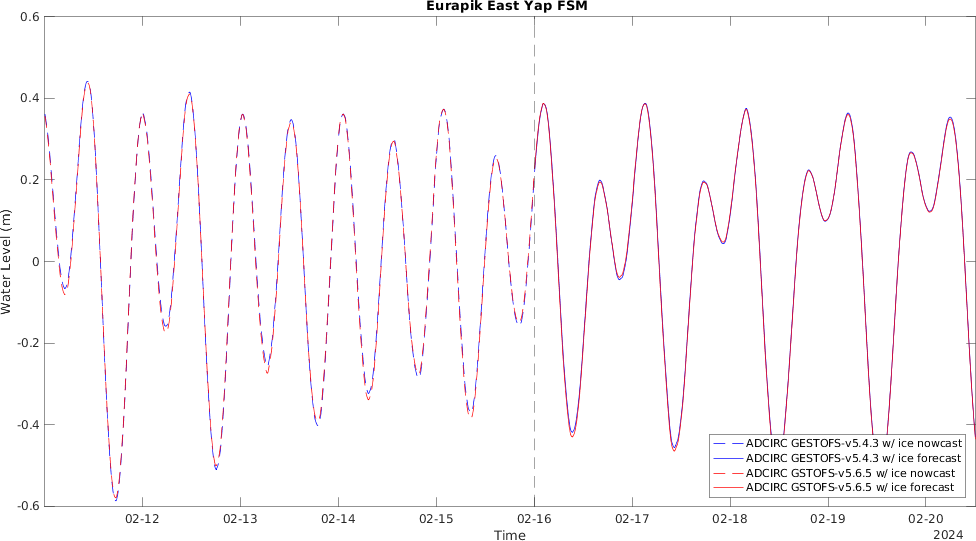 Eurapik East Yap FSM
0.6
0.4
0.2
0
-0.2
-0.4
-0.6
Water Level (m)
ADCIRC GESTOFS-v5.4.3 w/ ice nowcast
ADCIRC GESTOFS-v5.4.3 w/ ice forecast
ADCIRC GSTOFS-v5.6.5 w/ ice nowcast
ADCIRC GSTOFS-v5.6.5 w/ ice forecast
02-12 02-13 02-14 02-15 02-16 02-17 02-18 02-19 02-20
Time
2024